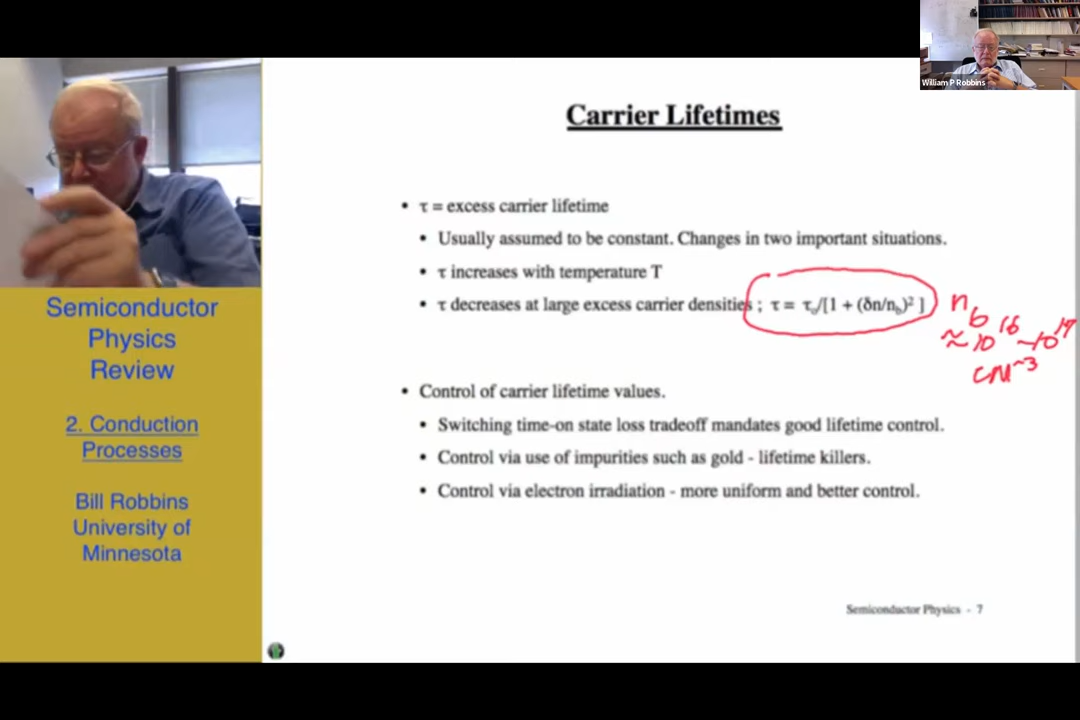 William P Robbins
Carrier Lifetimes
• τ = excess carrier lifetime
• Usually assumed to be constant. Changes in two important situations.
• τ increases with temperature T
• τ decreases at large excess carrier densities ; τ = τₒ/[1 + (δn/n_b)² ]
n_b
≈10¹⁶ -10¹⁷
cm⁻³
• Control of carrier lifetime values.
• Switching time-on state loss tradeoff mandates good lifetime control.
• Control via use of impurities such as gold - lifetime killers.
• Control via electron irradiation - more uniform and better control.
Semiconductor Physics - 7
Semiconductor
Physics
Review
2. Conduction
Processes
Bill Robbins
University of
Minnesota